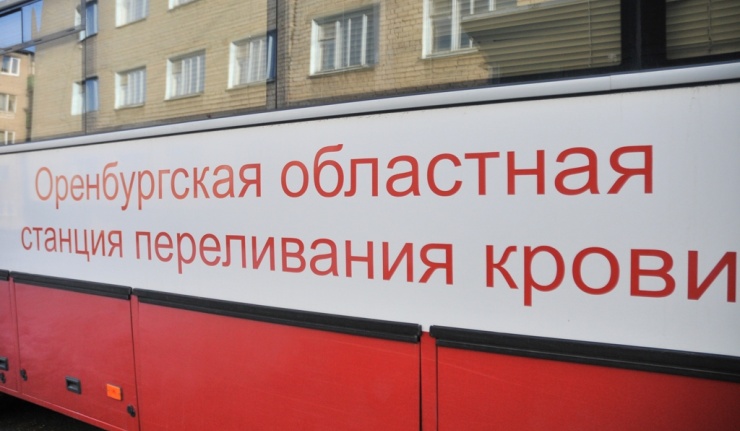 Оренбургская областная
станция переливания крови